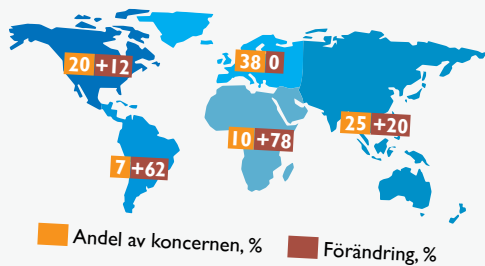 20 +12
38 0
25 +20
10 +78
7 +62
Andel av koncernen, %
Förändring, %